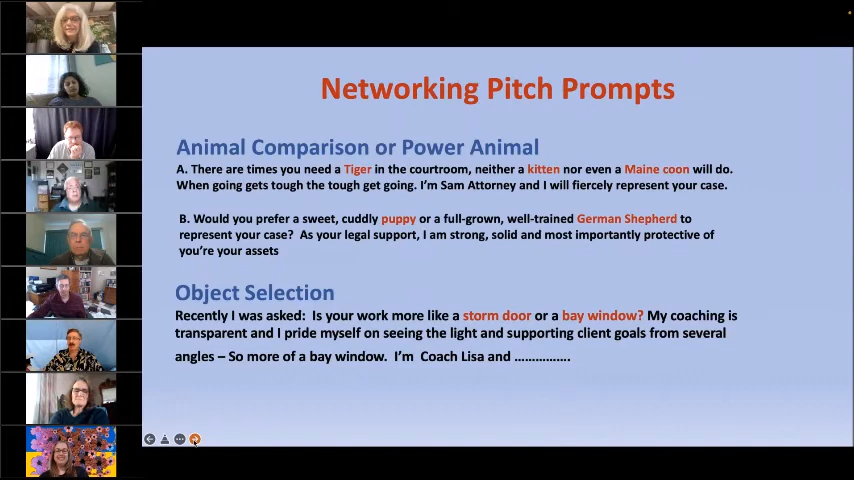 Networking Pitch Prompts
Animal Comparison or Power Animal
A. There are times you need a Tiger in the courtroom, neither a kitten nor even a Maine coon will do.
When going gets tough the tough get going. I'm Sam Attorney and I will fiercely represent your case.
B. Would you prefer a sweet, cuddly puppy or a full-grown, well-trained German Shepherd to
represent your case? As your legal support, I am strong, solid and most importantly protective of
you're your assets
Object Selection
Recently I was asked: Is your work more like a storm door or a bay window? My coaching is
transparent and I pride myself on seeing the light and supporting client goals from several
angles – So more of a bay window. I'm Coach Lisa and …………….